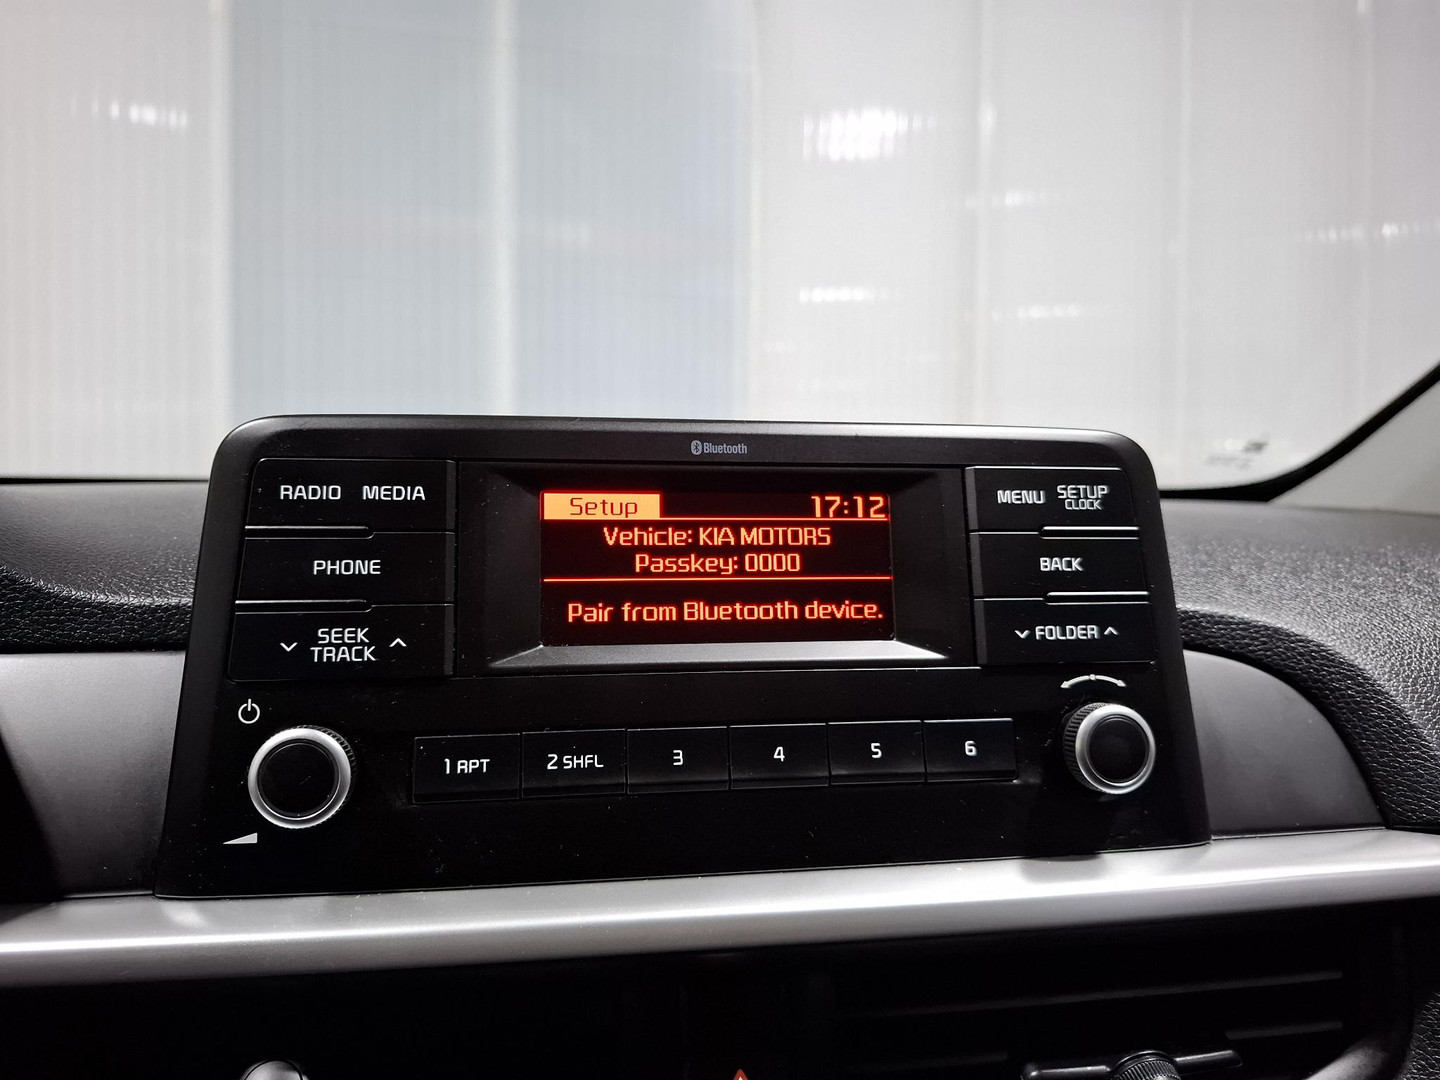 Bluetooth
RADIO MEDIA
PHONE
SEEK
TRACK
Setup 17:12
Vehicle: KIA MOTORS
Passkey: 0000
Pair from Bluetooth device.
MENU SETUP
CLOCK
BACK
FOLDER
1 RPT 2 SHFL 3 4 5 6